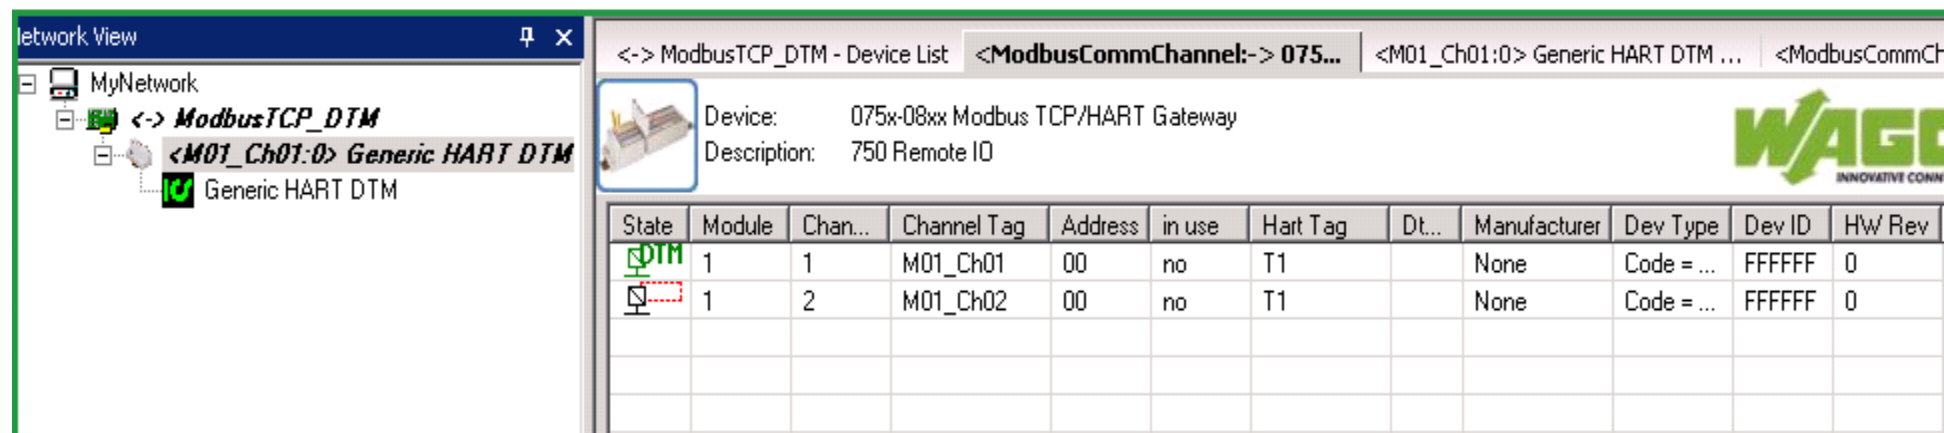 etwork View
MyNetwork
<-> ModbusTCP_DTM
<M01_Ch01:0> Generic HART DTM
Generic HART DTM
<-> ModbusTCP_DTM - Device List <ModbusCommChannel:-> 075... <M01_Ch01:0> Generic HART DTM ... <ModbusCommCh
Device: 075x-08xx Modbus TCP/HART Gateway
Description: 750 Remote IO
WAGO
INNOVATIVE CONN
State Module Chan... Channel Tag Address in use Hart Tag Dt... Manufacturer Dev Type Dev ID HW Rev
DTM 1 1 M01_Ch01 00 no T1 None Code = ... FFFFFF 0
1 2 M01_Ch02 00 no T1 None Code = ... FFFFFF 0